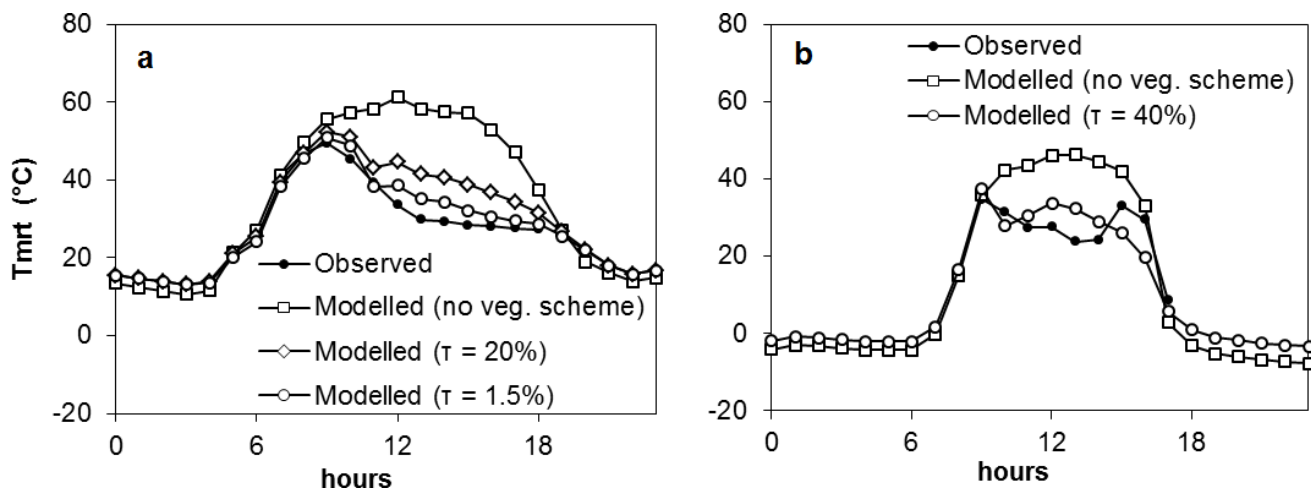 a
Tmrt (°C)
80
60
40
20
0
-20
Observed
Modelled (no veg. scheme)
Modelled (τ = 20%)
Modelled (τ = 1.5%)
0 6 12 18
hours
b
80
60
40
20
0
-20
Observed
Modelled (no veg. scheme)
Modelled (τ = 40%)
0 6 12 18
hours